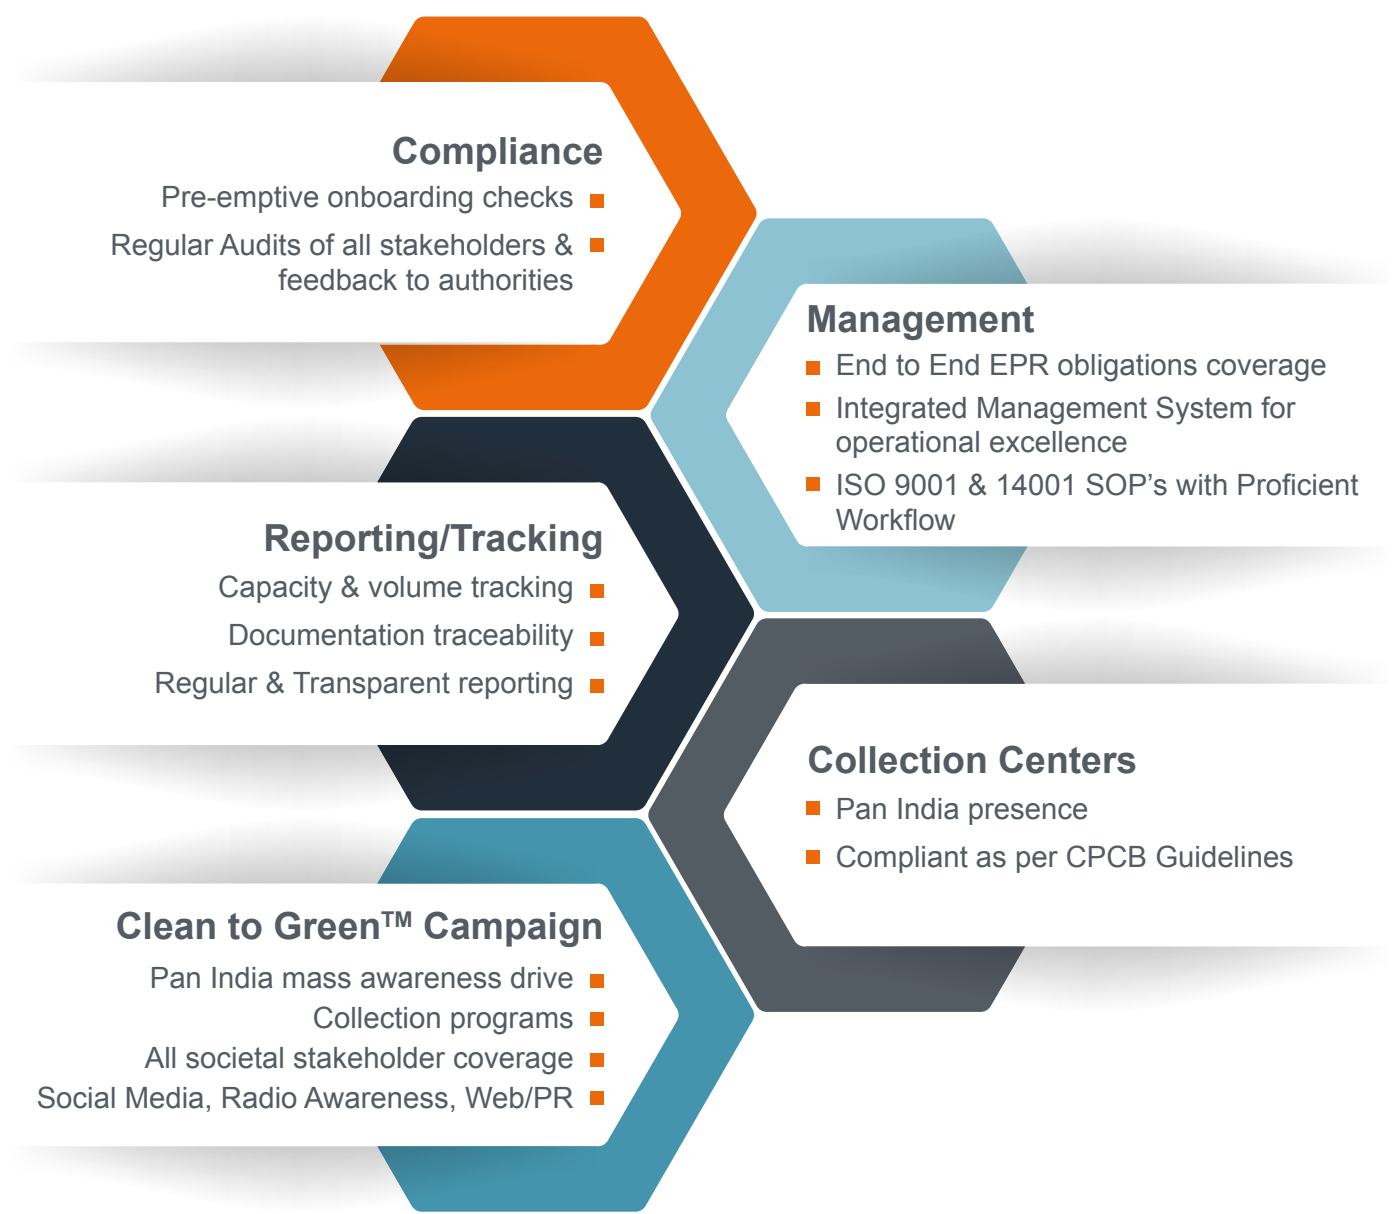 Compliance
Pre-emptive onboarding checks
Regular Audits of all stakeholders &
feedback to authorities
Management
End to End EPR obligations coverage
Integrated Management System for
operational excellence
ISO 9001 & 14001 SOP’s with Proficient
Workflow
Reporting/Tracking
Capacity & volume tracking
Documentation traceability
Regular & Transparent reporting
Collection Centers
Pan India presence
Compliant as per CPCB Guidelines
Clean to Green™ Campaign
Pan India mass awareness drive
Collection programs
All societal stakeholder coverage
Social Media, Radio Awareness, Web/PR